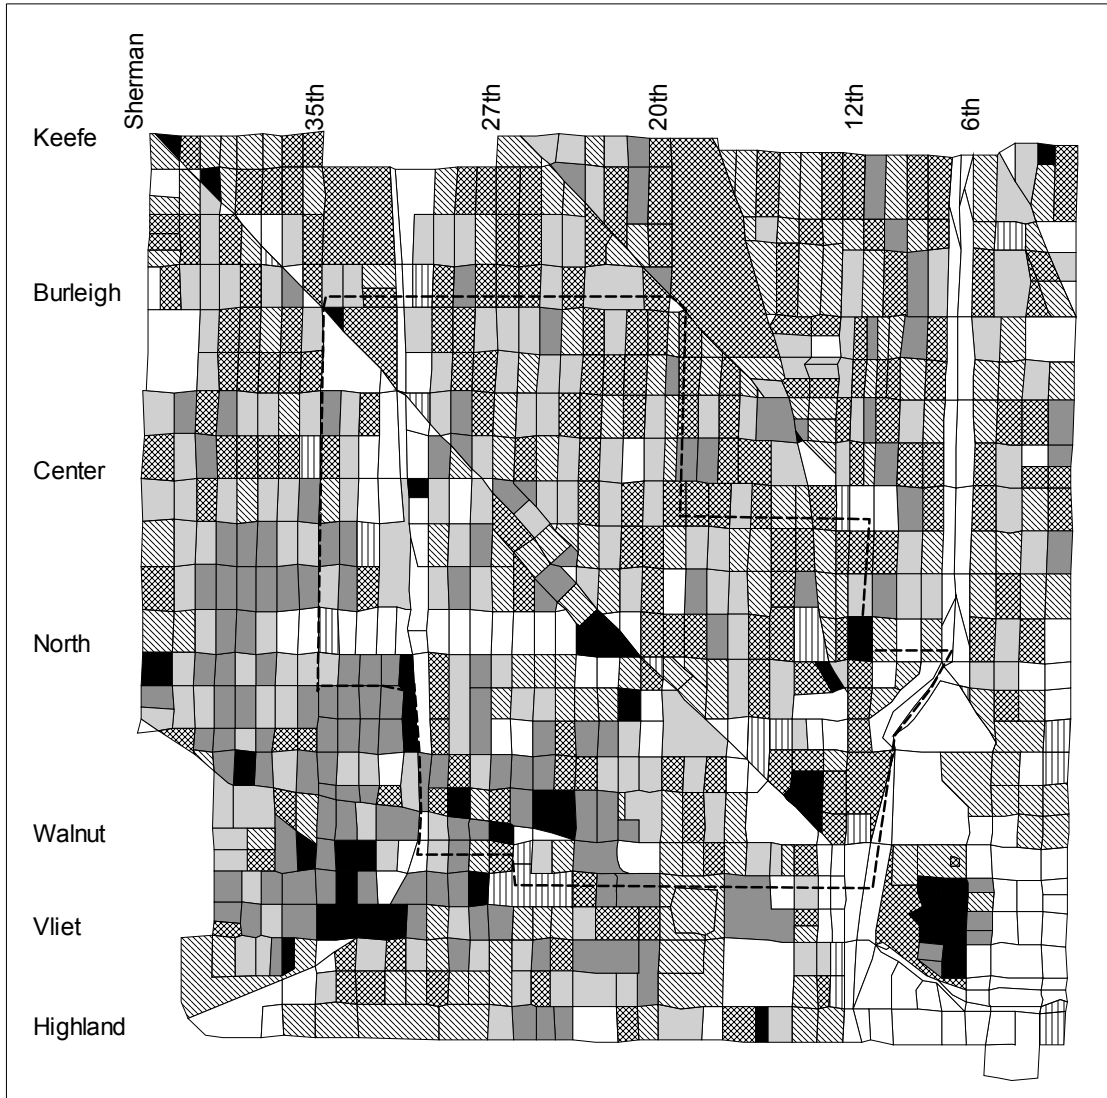 Sherman
35th
27th
20th
12th
6th
Keefe
Burleigh
Center
North
Walnut
Vliet
Highland